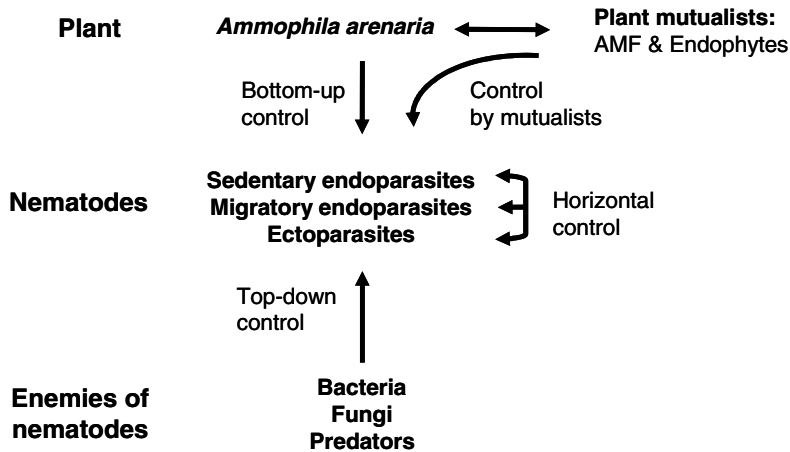 Plant
Ammophila arenaria
Plant mutualists:
AMF & Endophytes
Bottom-up
control
Control
by mutualists
Nematodes
Sedentary endoparasites
Migratory endoparasites
Ectoparasites
Horizontal
control
Top-down
control
Enemies of
nematodes
Bacteria
Fungi
Predators